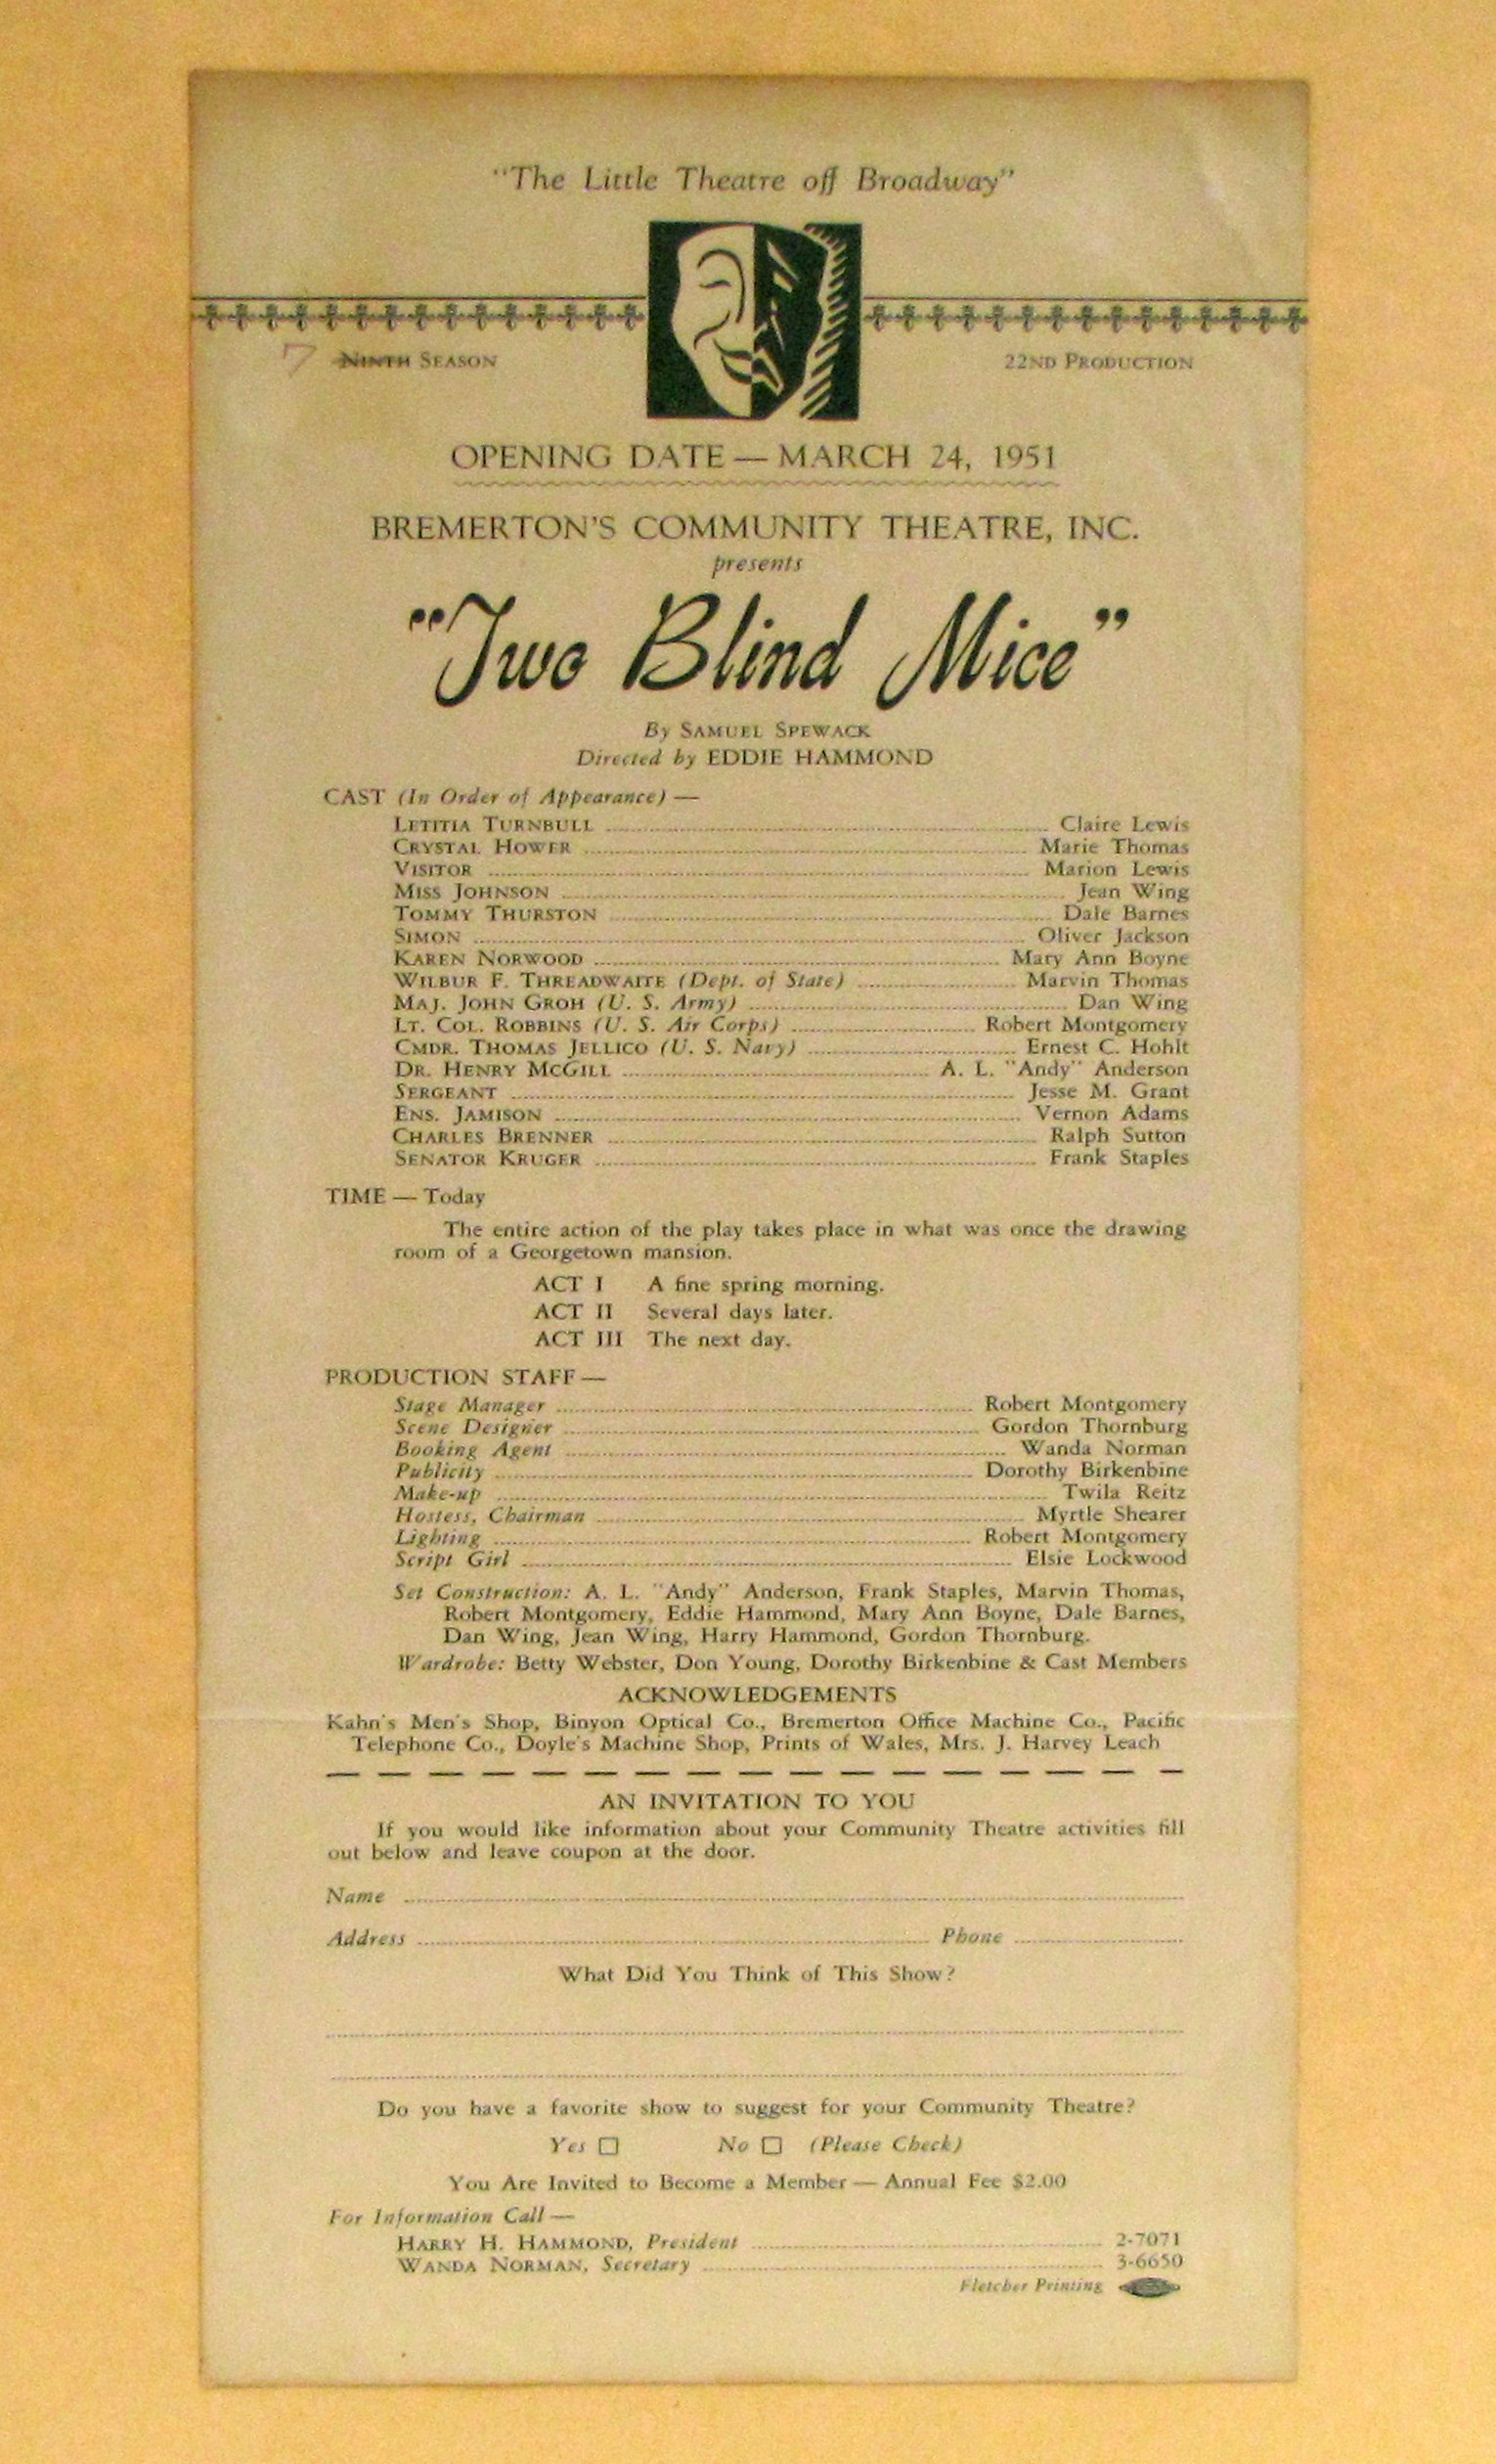 "The Little Theatre off Broadway"
7 Ninth Season
22nd Production
OPENING DATE — MARCH 24, 1951
BREMERTON'S COMMUNITY THEATRE, INC.
presents
"Two Blind Mice"
By Samuel Spewack
Directed by EDDIE HAMMOND
CAST (In Order of Appearance) —
Letitia Turnbull ........ Claire Lewis
Crystal Hower ........ Marie Thomas
Visitor ........ Marion Lewis
Miss Johnson ........ Jean Wing
Tommy Thurston ........ Dale Barnes
Simon ........ Oliver Jackson
Karen Norwood ........ Mary Ann Boyne
Wilbur F. Threadwaite (Dept. of State) ........ Marvin Thomas
Maj. John Groh (U. S. Army) ........ Dan Wing
Lt. Col. Robbins (U. S. Air Corps) ........ Robert Montgomery
Cmdr. Thomas Jellico (U. S. Navy) ........ Ernest C. Hohlt
Dr. Henry McGill ........ A. L. "Andy" Anderson
Sergeant ........ Jesse M. Grant
Ens. Jamison ........ Vernon Adams
Charles Brenner ........ Ralph Sutton
Senator Kruger ........ Frank Staples
TIME — Today
The entire action of the play takes place in what was once the drawing
room of a Georgetown mansion.
ACT I A fine spring morning.
ACT II Several days later.
ACT III The next day.
PRODUCTION STAFF —
Stage Manager ........ Robert Montgomery
Scene Designer ........ Gordon Thornburg
Booking Agent ........ Wanda Norman
Publicity ........ Dorothy Birkenbine
Make-up ........ Twila Reitz
Hostess, Chairman ........ Myrtle Shearer
Lighting ........ Robert Montgomery
Script Girl ........ Elsie Lockwood
Set Construction: A. L. "Andy" Anderson, Frank Staples, Marvin Thomas,
Robert Montgomery, Eddie Hammond, Mary Ann Boyne, Dale Barnes,
Dan Wing, Jean Wing, Harry Hammond, Gordon Thornburg.
Wardrobe: Betty Webster, Don Young, Dorothy Birkenbine & Cast Members
ACKNOWLEDGEMENTS
Kahn's Men's Shop, Binyon Optical Co., Bremerton Office Machine Co., Pacific
Telephone Co., Doyle's Machine Shop, Prints of Wales, Mrs. J. Harvey Leach
AN INVITATION TO YOU
If you would like information about your Community Theatre activities fill
out below and leave coupon at the door.
Name ........
Address ........ Phone ........
What Did You Think of This Show?
Do you have a favorite show to suggest for your Community Theatre?
Yes □ No □ (Please Check)
You Are Invited to Become a Member — Annual Fee $2.00
For Information Call —
Harry H. Hammond, President ........ 2-7071
Wanda Norman, Secretary ........ 3-6650
Fletcher Printing